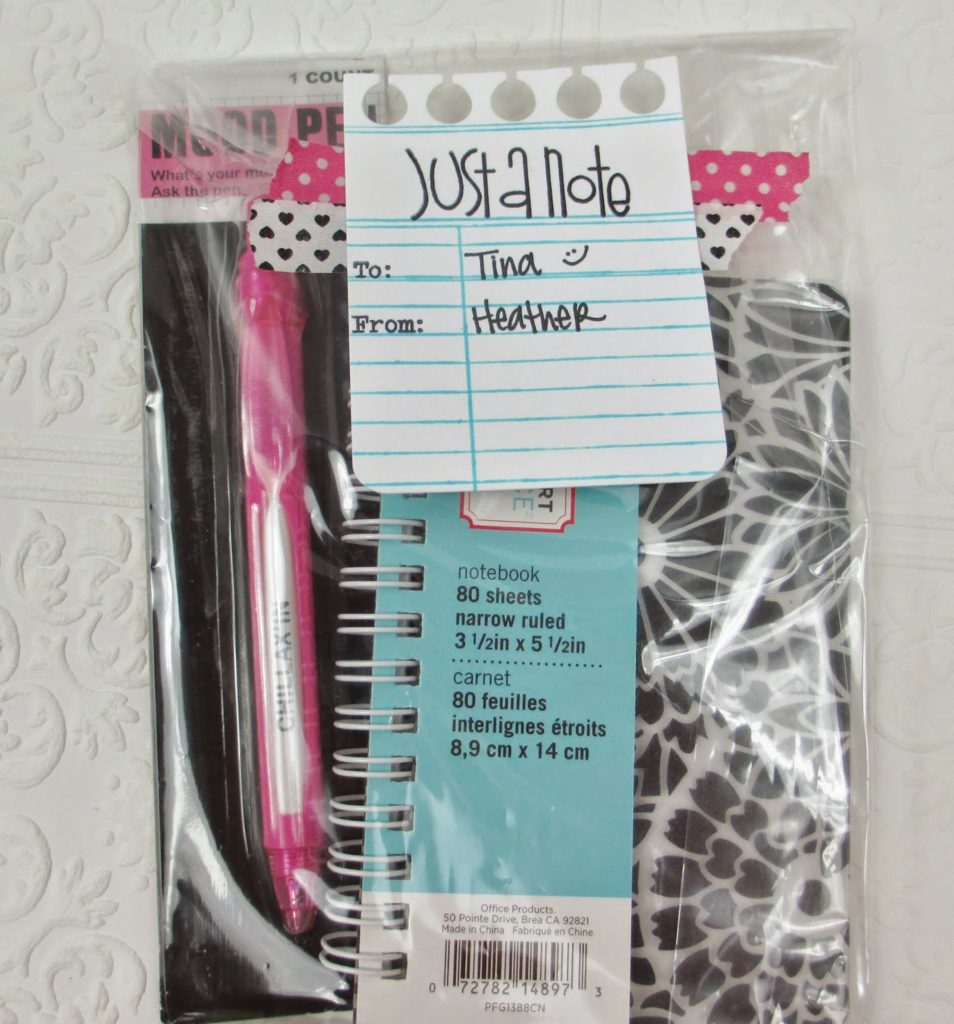 1 COUNT
MOOD PEN
What's your
Ask the pen.
Just a note
To: Tina
From: Heather
CHILLAX'IN
notebook
80 sheets
narrow ruled
3 1/2in x 5 1/2in
carnet
80 feuilles
interlignes étroits
8,9 cm x 14 cm
Office Products.
50 Pointe Drive, Brea CA 92821
Made in China Fabriqué en Chine
0 72782 14897 3
PFG1388CN